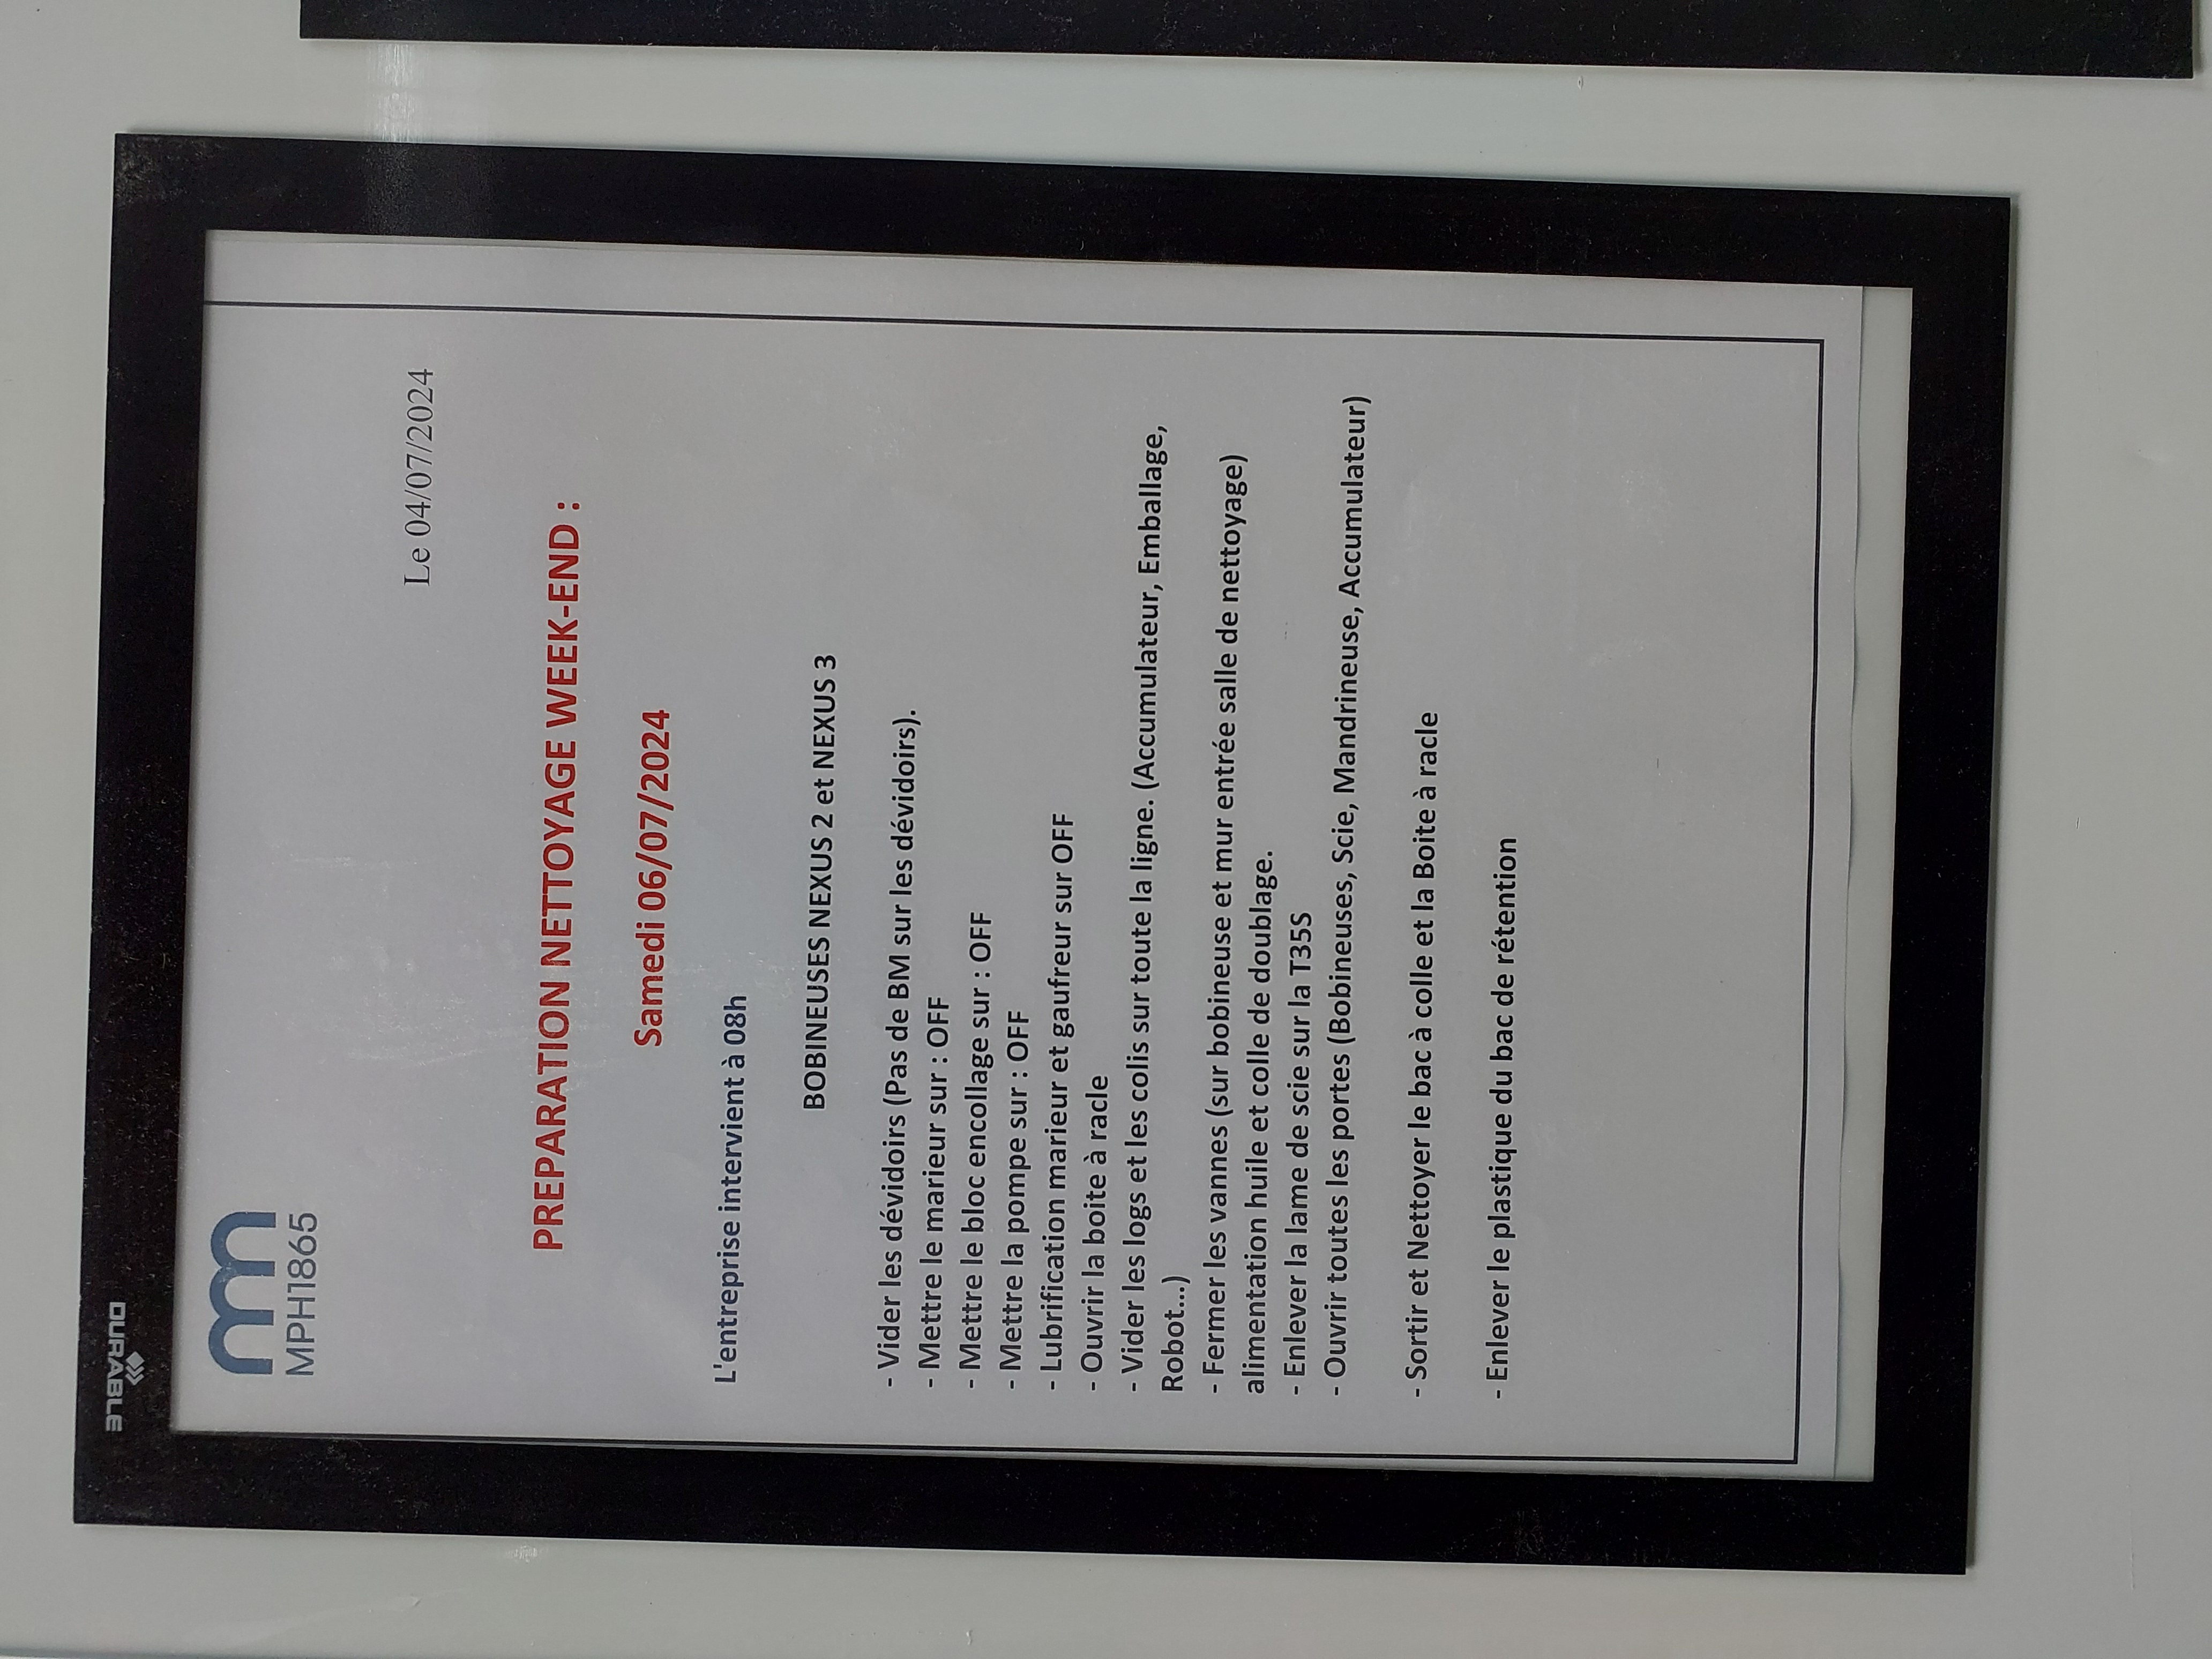 DURABLE
MPH1865
Le 04/07/2024
PREPARATION NETTOYAGE WEEK-END :
Samedi 06/07/2024
L'entreprise intervient à 08h
BOBINEUSES NEXUS 2 et NEXUS 3
- Vider les dévidoirs (Pas de BM sur les dévidoirs).
- Mettre le marieur sur : OFF
- Mettre le bloc encollage sur : OFF
- Mettre la pompe sur : OFF
- Lubrification marieur et gaufreur sur OFF
- Ouvrir la boite à racle
- Vider les logs et les colis sur toute la ligne. (Accumulateur, Emballage,
Robot...)
- Fermer les vannes (sur bobineuse et mur entrée salle de nettoyage)
alimentation huile et colle de doublage.
- Enlever la lame de scie sur la T35S
- Ouvrir toutes les portes (Bobineuses, Scie, Mandrineuse, Accumulateur)
- Sortir et Nettoyer le bac à colle et la Boite à racle
- Enlever le plastique du bac de rétention